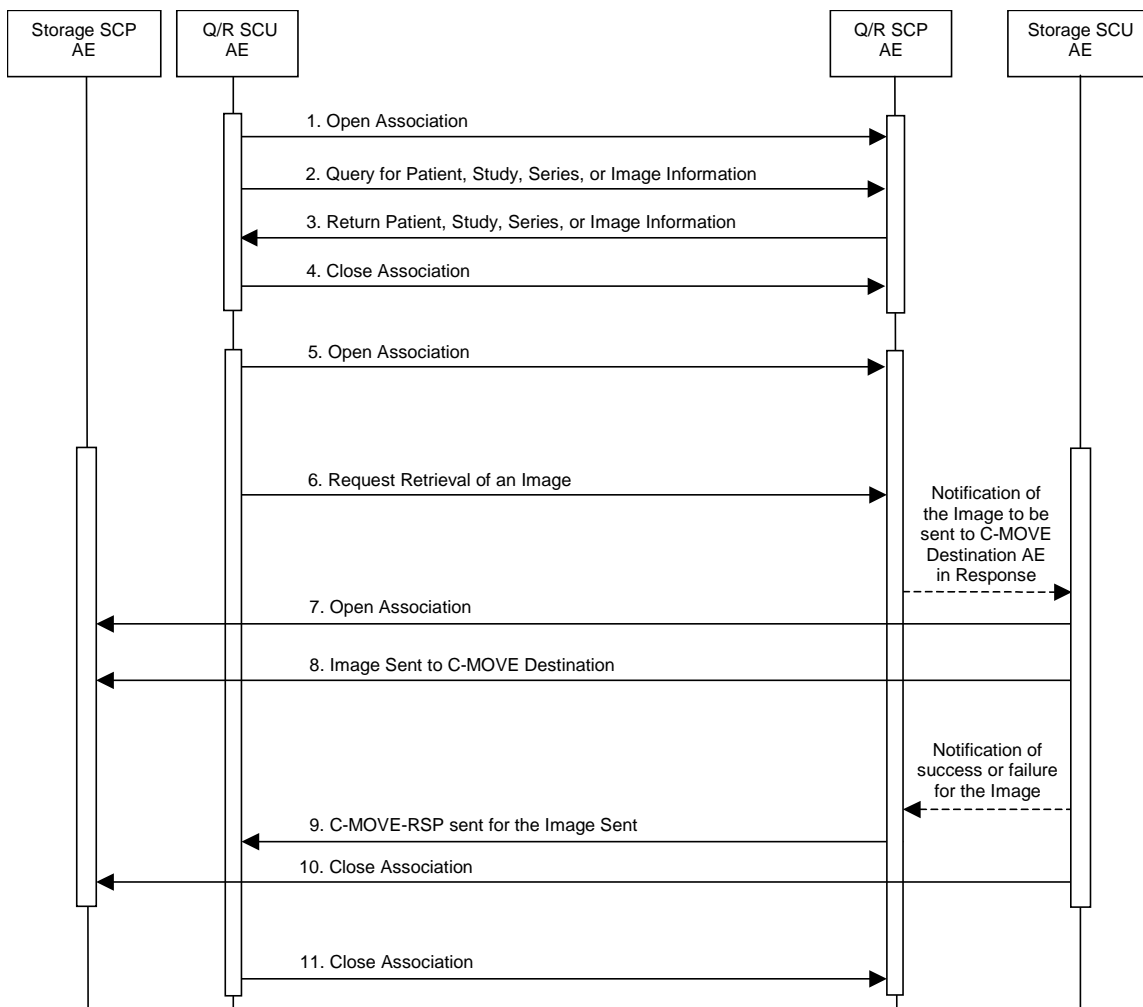 Storage SCP
AE
Q/R SCU
AE
Q/R SCP
AE
Storage SCU
AE
1. Open Association
2. Query for Patient, Study, Series, or Image Information
3. Return Patient, Study, Series, or Image Information
4. Close Association
5. Open Association
6. Request Retrieval of an Image
Notification of
the Image to be
sent to C-MOVE
Destination AE
in Response
7. Open Association
8. Image Sent to C-MOVE Destination
Notification of
success or failure
for the Image
9. C-MOVE-RSP sent for the Image Sent
10. Close Association
11. Close Association